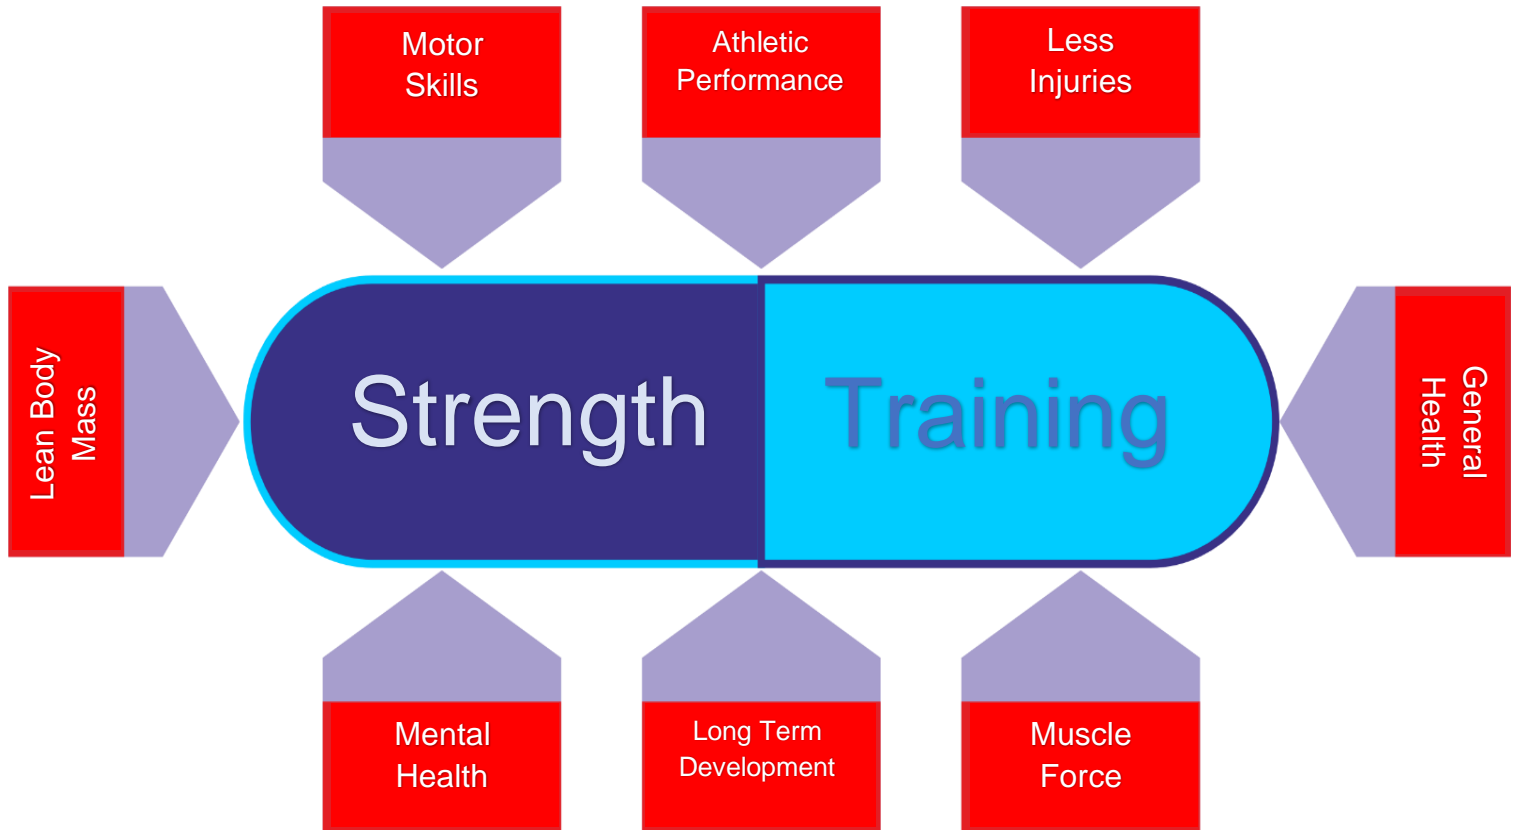 Motor
Skills
Athletic
Performance
Less
Injuries
Lean Body
Mass
Strength
Training
General
Health
Mental
Health
Long Term
Development
Muscle
Force